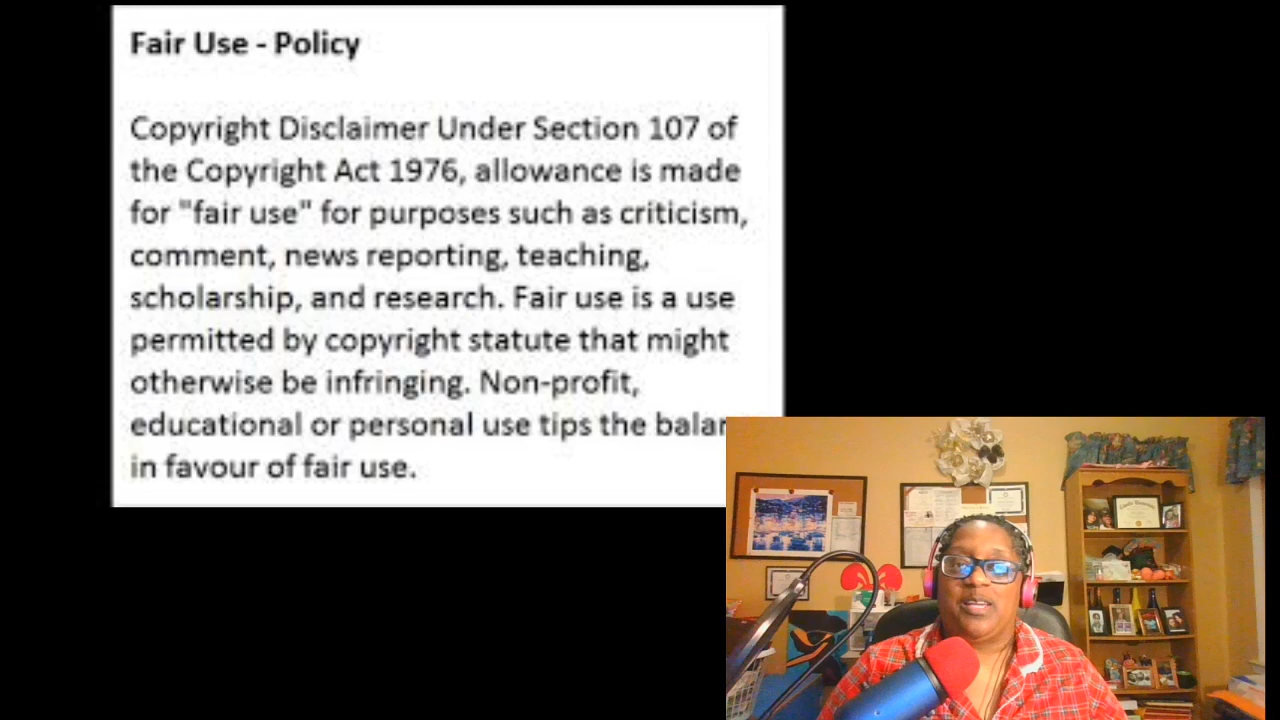 Fair Use - Policy
Copyright Disclaimer Under Section 107 of
the Copyright Act 1976, allowance is made
for "fair use" for purposes such as criticism,
comment, news reporting, teaching,
scholarship, and research. Fair use is a use
permitted by copyright statute that might
otherwise be infringing. Non-profit,
educational or personal use tips the balan
in favour of fair use.